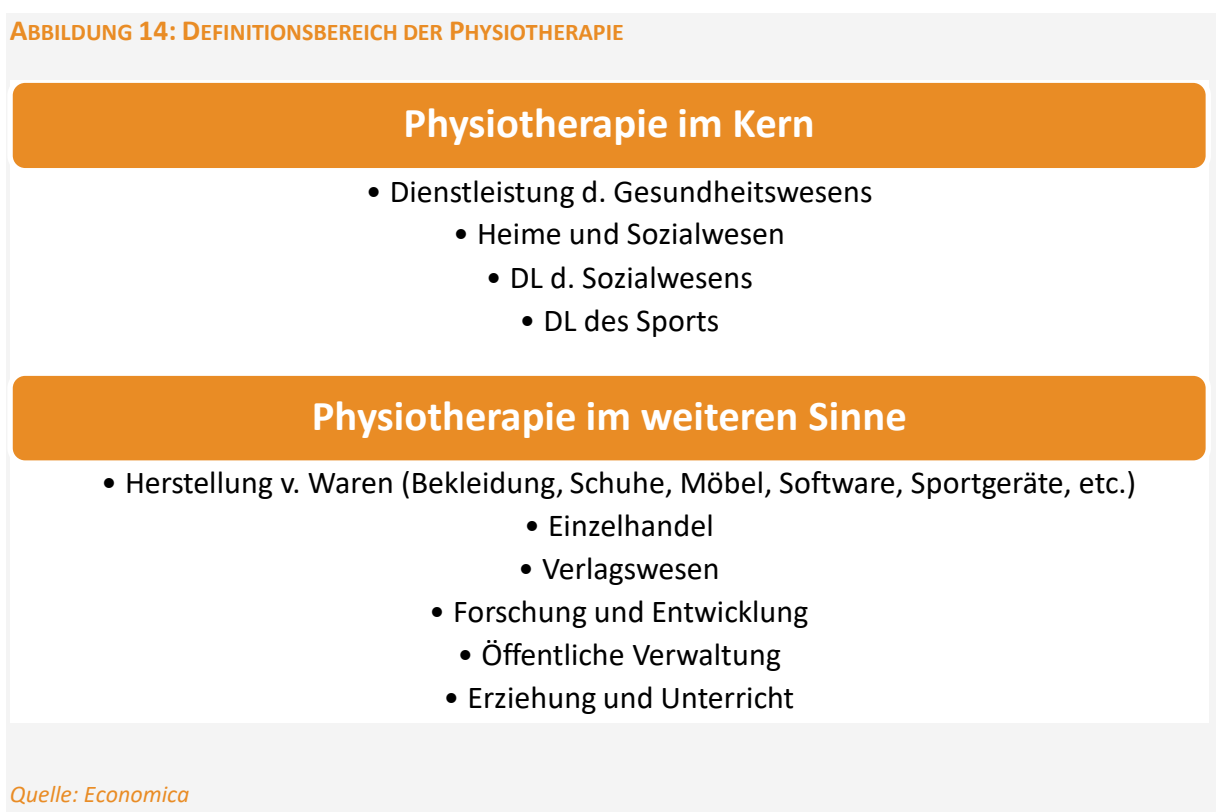 ABBILDUNG 14: DEFINITIONSBEREICH DER PHYSIOTHERAPIE
Physiotherapie im Kern
• Dienstleistung d. Gesundheitswesens
• Heime und Sozialwesen
• DL d. Sozialwesens
• DL des Sports
Physiotherapie im weiteren Sinne
• Herstellung v. Waren (Bekleidung, Schuhe, Möbel, Software, Sportgeräte, etc.)
• Einzelhandel
• Verlagswesen
• Forschung und Entwicklung
• Öffentliche Verwaltung
• Erziehung und Unterricht
Quelle: Economica